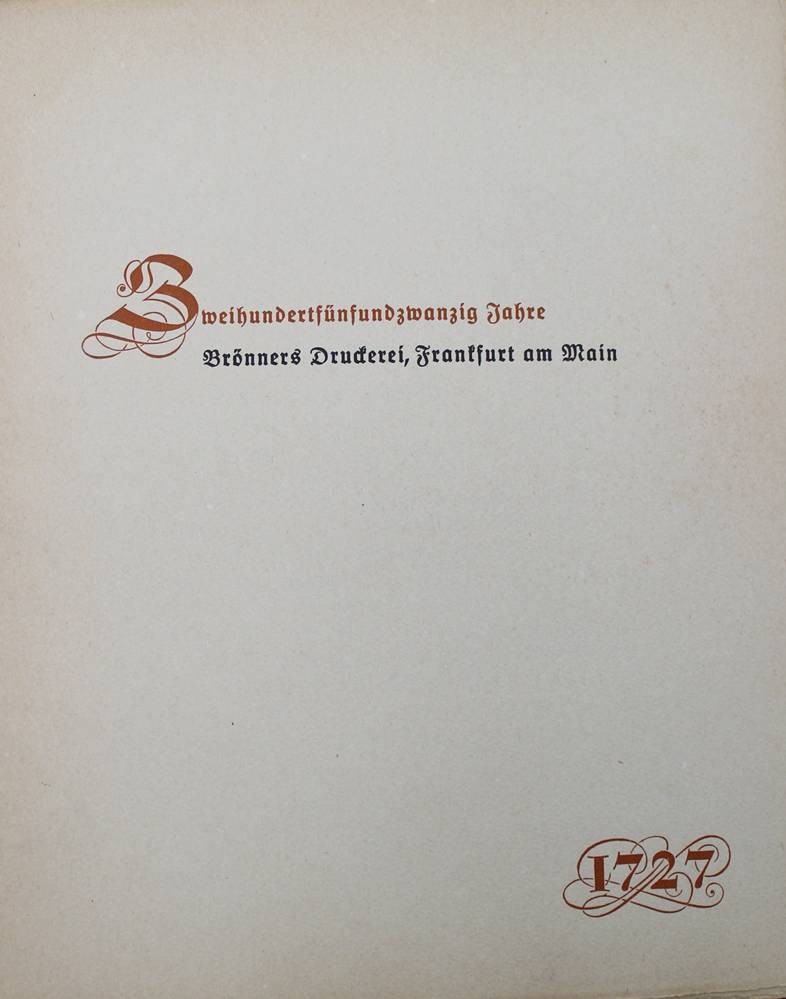 Zweihundertfünfundzwanzig Jahre
Brönners Druckerei, Frankfurt am Main
1727